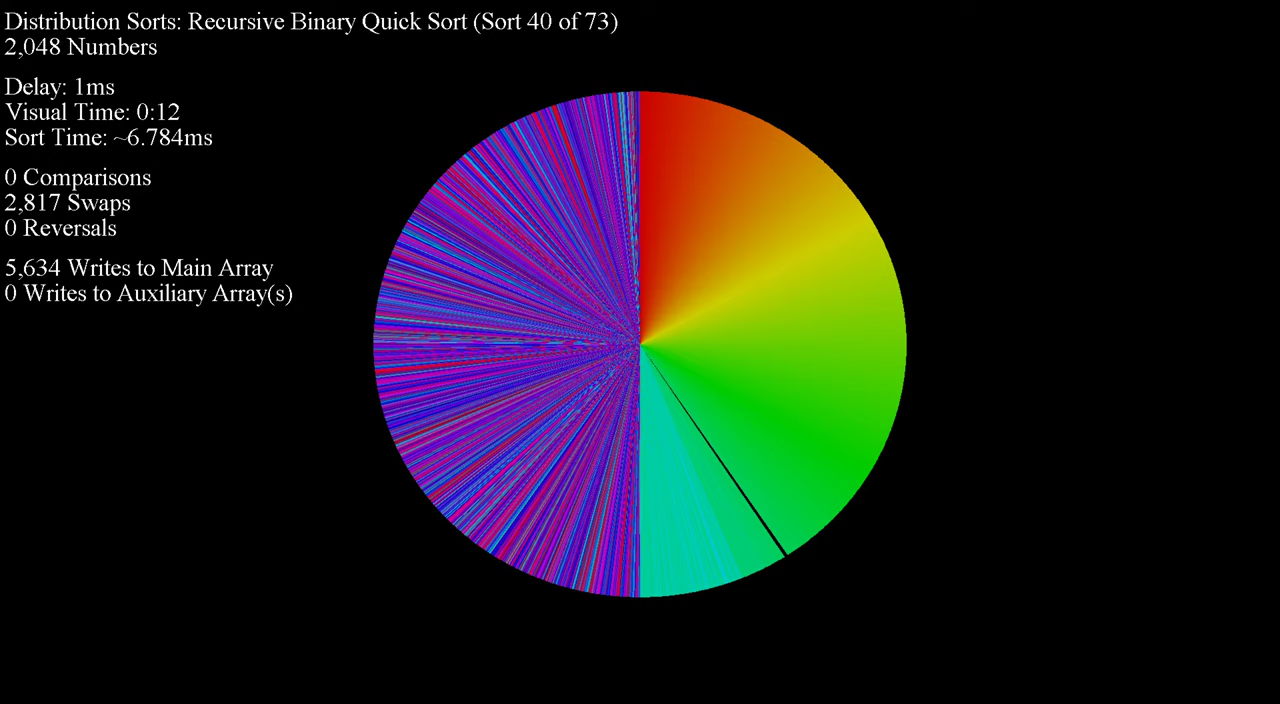 Distribution Sorts: Recursive Binary Quick Sort (Sort 40 of 73)
2,048 Numbers
Delay: 1ms
Visual Time: 0:12
Sort Time: ~6.784ms
0 Comparisons
2,817 Swaps
0 Reversals
5,634 Writes to Main Array
0 Writes to Auxiliary Array(s)